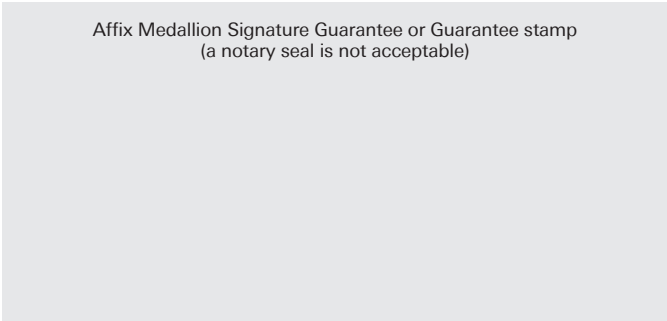 Affix Medallion Signature Guarantee or Guarantee stamp
(a notary seal is not acceptable)